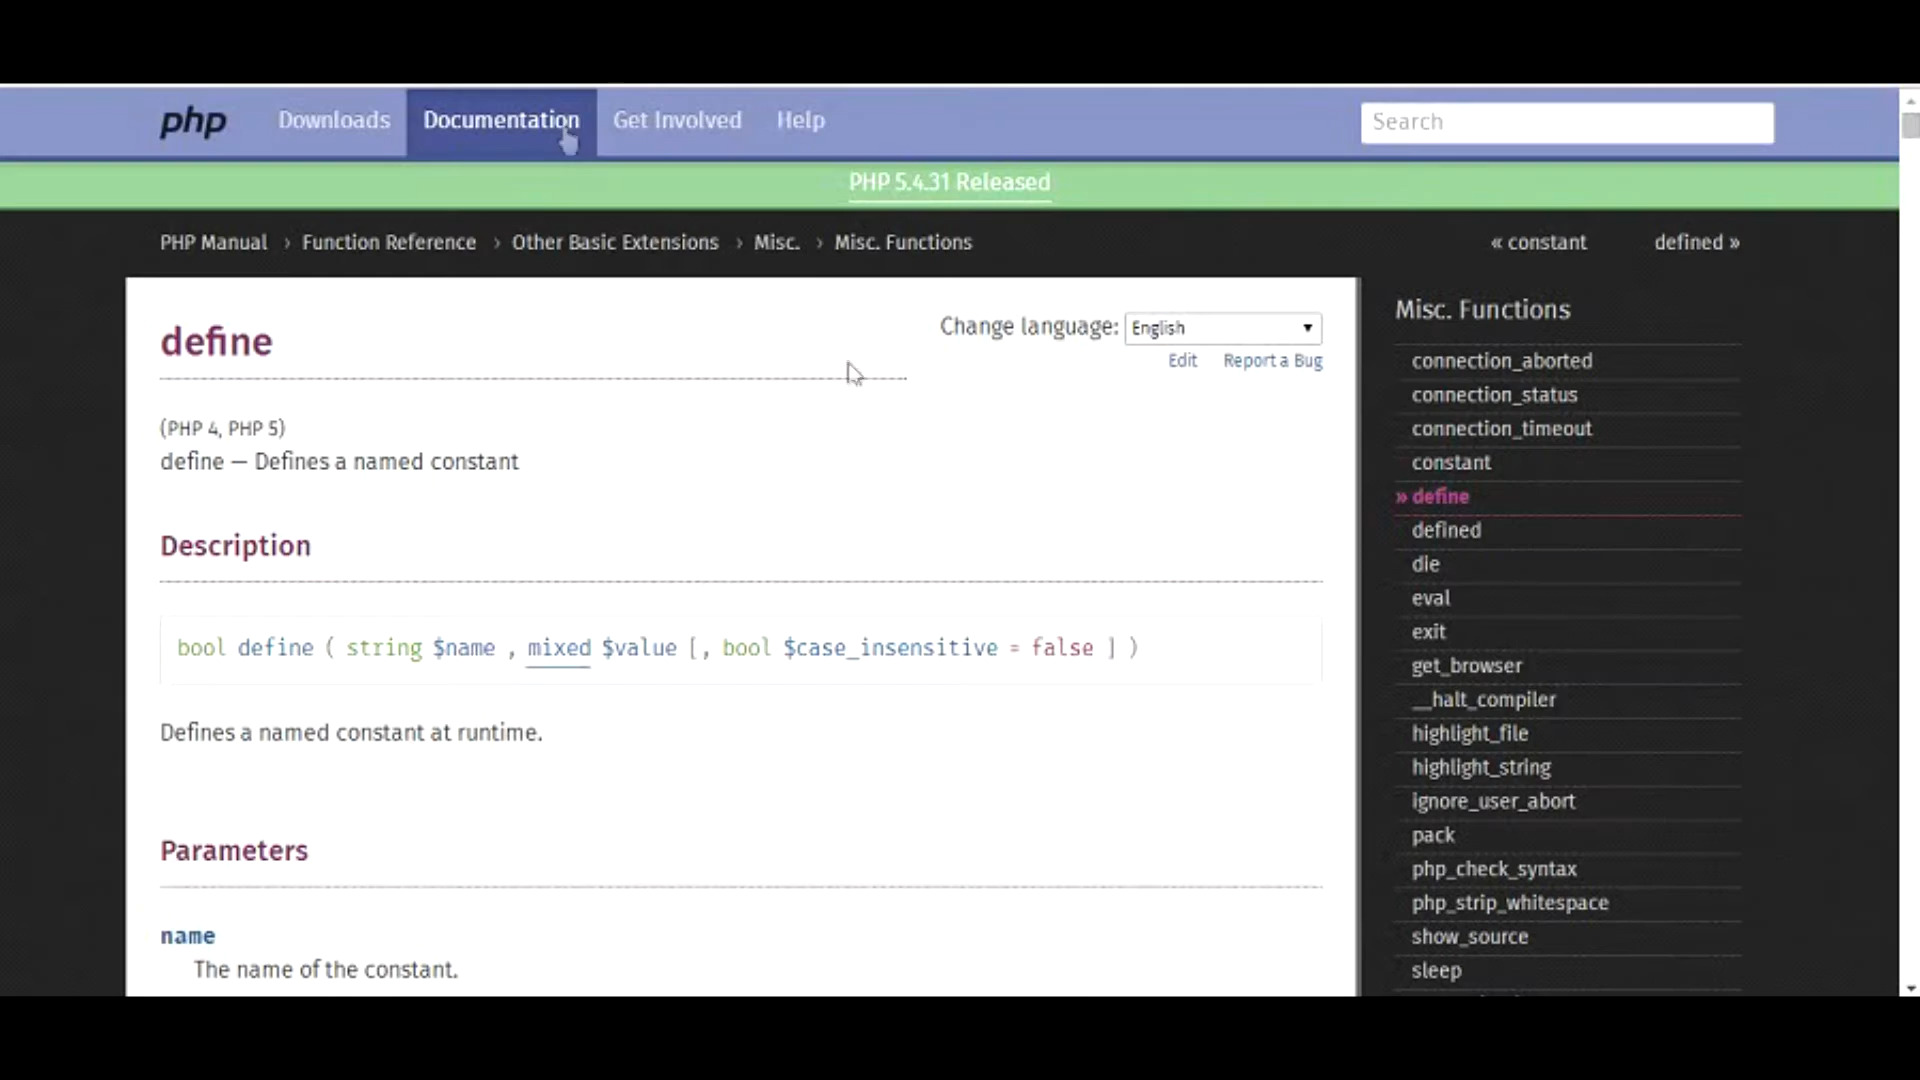 php Downloads Documentation Get Involved Help Search
PHP 5.4.31 Released
PHP Manual › Function Reference › Other Basic Extensions › Misc. › Misc. Functions « constant defined »
define
Change language: English
Edit Report a Bug
(PHP 4, PHP 5)
define — Defines a named constant
Description
bool define ( string $name , mixed $value [, bool $case_insensitive = false ] )
Defines a named constant at runtime.
Parameters
name
The name of the constant.
Misc. Functions
connection_aborted
connection_status
connection_timeout
constant
» define
defined
die
eval
exit
get_browser
__halt_compiler
highlight_file
highlight_string
ignore_user_abort
pack
php_check_syntax
php_strip_whitespace
show_source
sleep